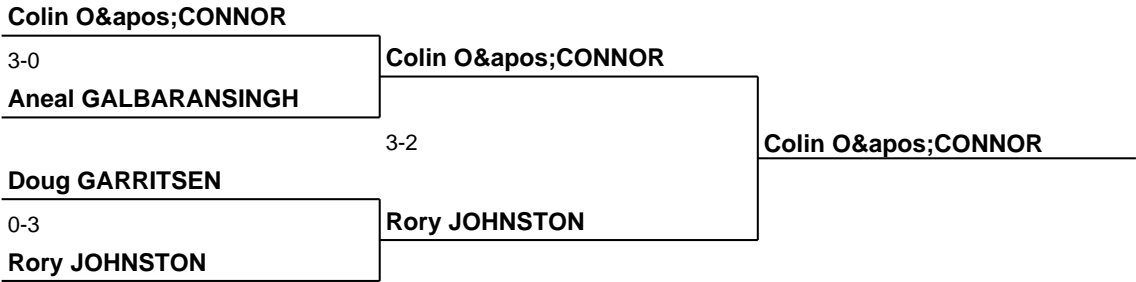 Colin O&apos;CONNOR
3-0
Colin O&apos;CONNOR
Aneal GALBARANSINGH
3-2
Colin O&apos;CONNOR
Doug GARRITSEN
0-3
Rory JOHNSTON
Rory JOHNSTON